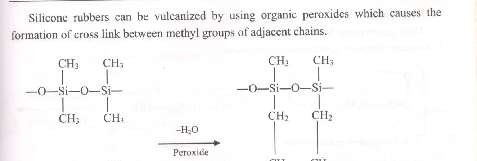 Silicone rubbers can be vulcanized by using organic peroxides which causes the
formation of cross link between methyl groups of adjacent chains.
CH₃ CH₃ CH₃ CH₃
—O—Si—O—Si— —O—Si—O—Si—
CH₃ CH₃ CH₂ CH₂
–H₂O
Peroxide